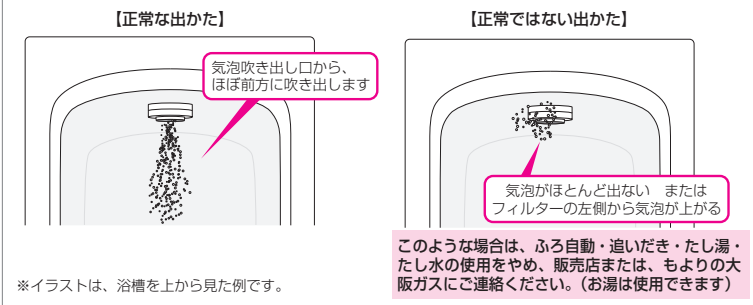 【正常な出かた】
気泡吹き出し口から、
ほぼ前方に吹き出します
※イラストは、浴槽を上から見た例です。
【正常ではない出かた】
気泡がほとんど出ない　または
フィルターの左側から気泡が上がる
このような場合は、ふろ自動・追いだき・たし湯・
たし水の使用をやめ、販売店または、もよりの大
阪ガスにご連絡ください。（お湯は使用できます）